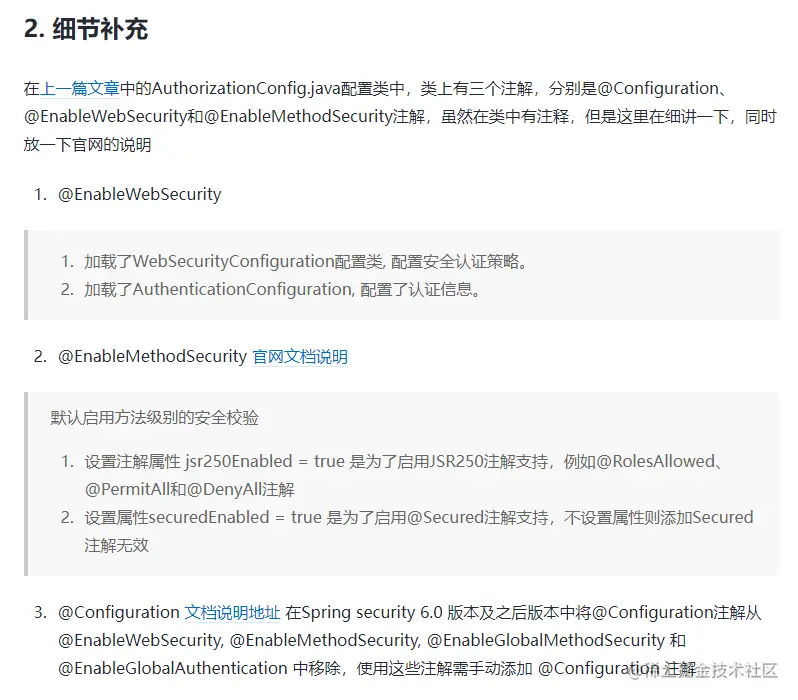 2. 细节补充
在上一篇文章中的AuthorizationConfig.java配置类中，类上有三个注解，分别是@Configuration、
@EnableWebSecurity和@EnableMethodSecurity注解，虽然在类中有注释，但是这里在细讲一下，同时
放一下官网的说明
1. @EnableWebSecurity
1. 加载了WebSecurityConfiguration配置类, 配置安全认证策略。
2. 加载了AuthenticationConfiguration, 配置了认证信息。
2. @EnableMethodSecurity 官网文档说明
默认启用方法级别的安全校验
1. 设置注解属性 jsr250Enabled = true 是为了启用JSR250注解支持，例如@RolesAllowed、
@PermitAll和@DenyAll注解
2. 设置属性securedEnabled = true 是为了启用@Secured注解支持，不设置属性则添加Secured
注解无效
3. @Configuration 文档说明地址 在Spring security 6.0 版本及之后版本中将@Configuration注解从
@EnableWebSecurity, @EnableMethodSecurity, @EnableGlobalMethodSecurity 和
@EnableGlobalAuthentication 中移除，使用这些注解需手动添加 @Configuration 注解
@稀土掘金技术社区